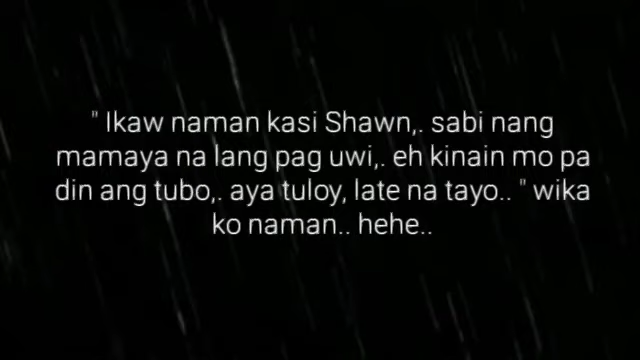 " Ikaw naman kasi Shawn,. sabi nang
mamaya na lang pag uwi,. eh kinain mo pa
din ang tubo,. aya tuloy, late na tayo.. " wika
ko naman.. hehe..